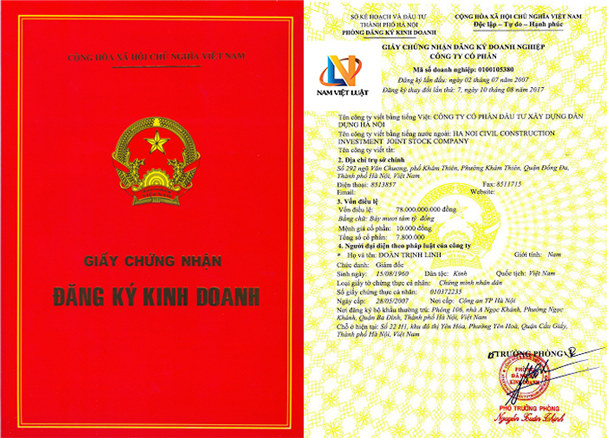 CỘNG HÒA XÃ HỘI CHỦ NGHĨA VIỆT NAM
GIẤY CHỨNG NHẬN
ĐĂNG KÝ KINH DOANH
SỞ KẾ HOẠCH VÀ ĐẦU TƯ
THÀNH PHỐ HÀ NỘI
PHÒNG ĐĂNG KÝ KINH DOANH
CỘNG HÒA XÃ HỘI CHỦ NGHĨA VIỆT NAM
Độc lập - Tự do - Hạnh phúc
GIẤY CHỨNG NHẬN ĐĂNG KÝ DOANH NGHIỆP
CÔNG TY CỔ PHẦN
Mã số doanh nghiệp: 0100105380
Đăng ký lần đầu: ngày 02 tháng 07 năm 2007
Đăng ký thay đổi lần thứ: 7, ngày 10 tháng 08 năm 2017
NAM VIỆT LUẬT
Tên công ty viết bằng tiếng Việt: CÔNG TY CỔ PHẦN ĐẦU TƯ XÂY DỰNG DÂN
DỤNG HÀ NỘI
Tên công ty viết bằng tiếng nước ngoài: HA NOI CIVIL CONSTRUCTION
INVESTMENT JOINT STOCK COMPANY
Tên công ty viết tắt:
2. Địa chỉ trụ sở chính
Số 292 ngõ Văn Chương, phố Khâm Thiên, Phường Khâm Thiên, Quận Đống Đa,
Thành phố Hà Nội, Việt Nam
Điện thoại: 8513857 Fax: 8511715
Email: Website:
3. Vốn điều lệ
Vốn điều lệ: 78.000.000.000 đồng
Bằng chữ: Bảy mươi tám tỷ đồng
Mệnh giá cổ phần: 10.000 đồng
Tổng số cổ phần: 7.800.000
4. Người đại diện theo pháp luật của công ty
* Họ và tên: ĐOÀN TRỊNH LINH Giới tính: Nam
Chức danh: Giám đốc
Sinh ngày: 15/08/1960 Dân tộc: Kinh Quốc tịch: Việt Nam
Loại giấy tờ chứng thực cá nhân: Chứng minh nhân dân
Số giấy chứng thực cá nhân: 010372235
Ngày cấp: 28/03/2007 Nơi cấp: Công an TP Hà Nội
Nơi đăng ký hộ khẩu thường trú: Phòng 106, nhà A Ngọc Khánh, Phường Ngọc
Khánh, Quận Ba Đình, Thành phố Hà Nội, Việt Nam
Chỗ ở hiện tại: Số 22 H1, khu đô thị Yên Hòa, Phường Yên Hoà, Quận Cầu Giấy,
Thành phố Hà Nội, Việt Nam
TRƯỞNG PHÒNG
PHÒNG
ĐĂNG KÝ
KINH DOANH
PHÓ TRƯỞNG PHÒNG
Nguyễn Xuân Thịnh